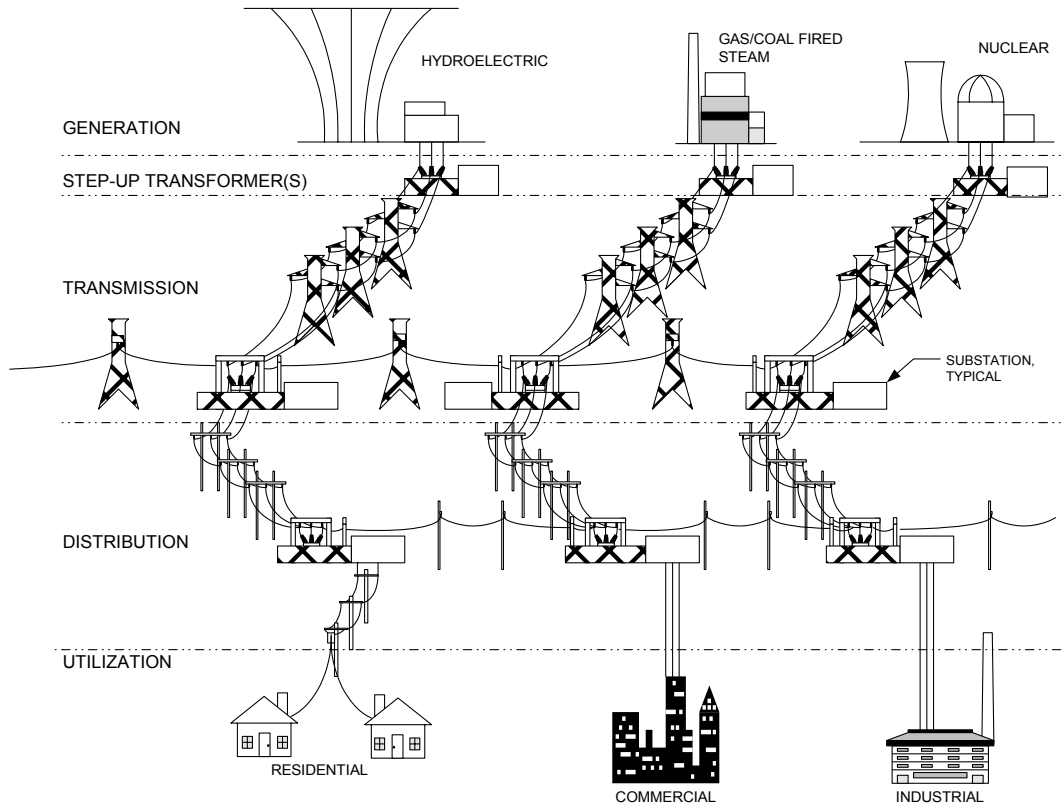 HYDROELECTRIC
GAS/COAL FIRED
STEAM
NUCLEAR
GENERATION
STEP-UP TRANSFORMER(S)
TRANSMISSION
SUBSTATION,
TYPICAL
DISTRIBUTION
UTILIZATION
RESIDENTIAL
COMMERCIAL
INDUSTRIAL